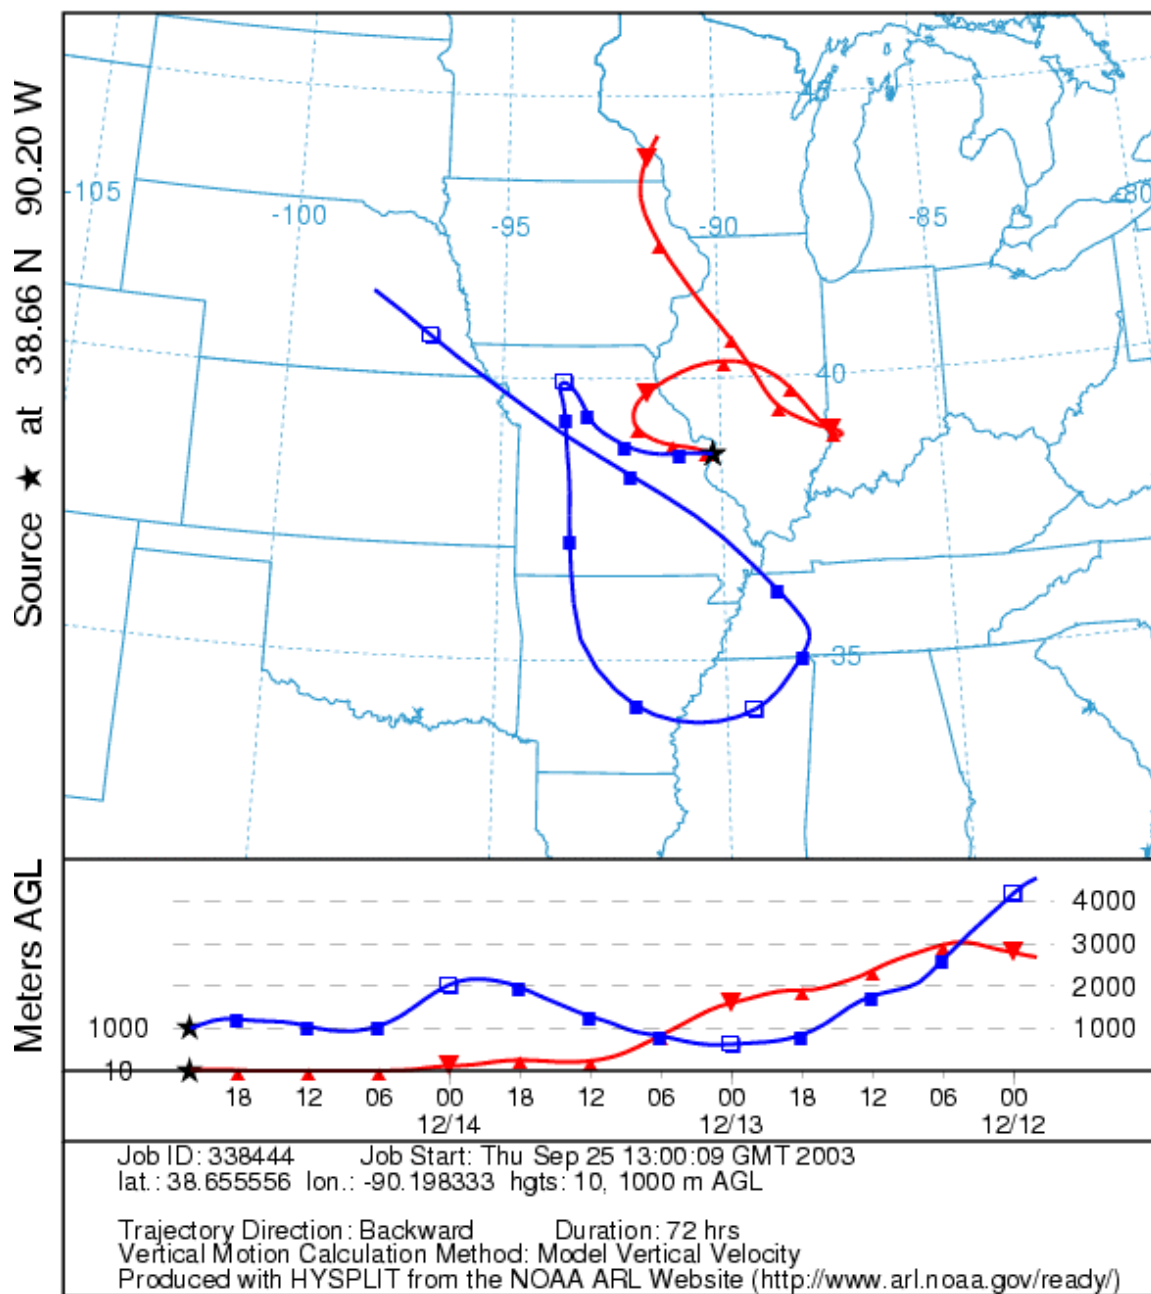 Source ★ at 38.66 N 90.20 W
-105
-100
-95
-90
-85
-80
40
35
Meters AGL
4000
3000
2000
1000
1000
10
18 12 06 00 18 12 06 00 18 12 06 00
12/14 12/13 12/12
Job ID: 338444 Job Start: Thu Sep 25 13:00:09 GMT 2003
lat.: 38.655556 lon.: -90.198333 hgts: 10, 1000 m AGL
Trajectory Direction: Backward Duration: 72 hrs
Vertical Motion Calculation Method: Model Vertical Velocity
Produced with HYSPLIT from the NOAA ARL Website (http://www.arl.noaa.gov/ready/)